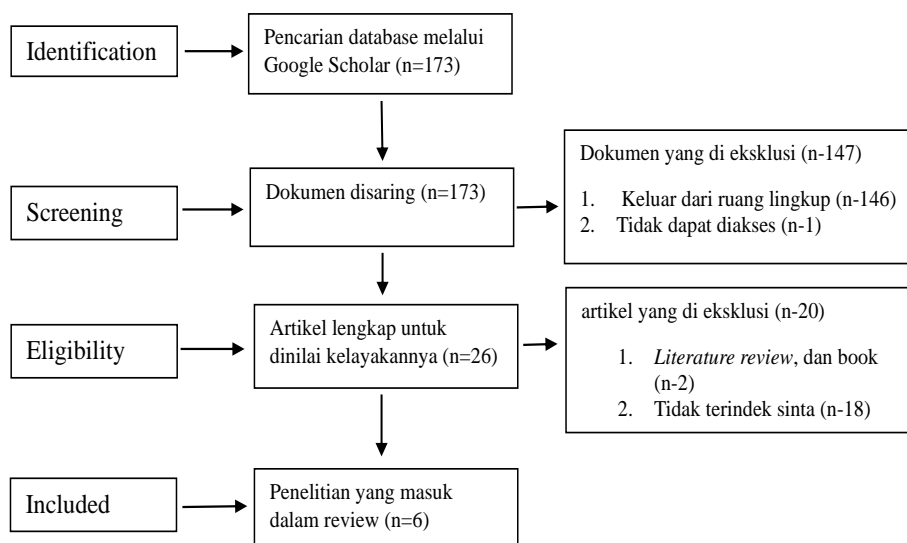 Identification
Pencarian database melalui
Google Scholar (n=173)
Screening
Dokumen disaring (n=173)
Dokumen yang di eksklusi (n-147)
1. Keluar dari ruang lingkup (n-146)
2. Tidak dapat diakses (n-1)
Eligibility
Artikel lengkap untuk
dinilai kelayakannya (n=26)
artikel yang di eksklusi (n-20)
1. Literature review, dan book
(n-2)
2. Tidak terindek sinta (n-18)
Included
Penelitian yang masuk
dalam review (n=6)